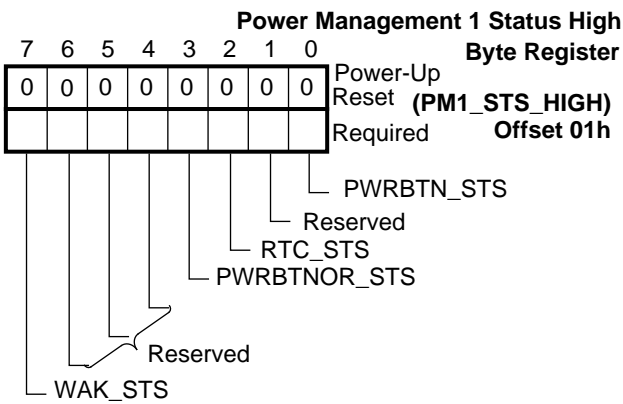 Power Management 1 Status High
Byte Register
(PM1_STS_HIGH)
Offset 01h
7 6 5 4 3 2 1 0
0 0 0 0 0 0 0 0
Power-Up
Reset
Required
PWRBTN_STS
Reserved
RTC_STS
PWRBTNOR_STS
Reserved
WAK_STS